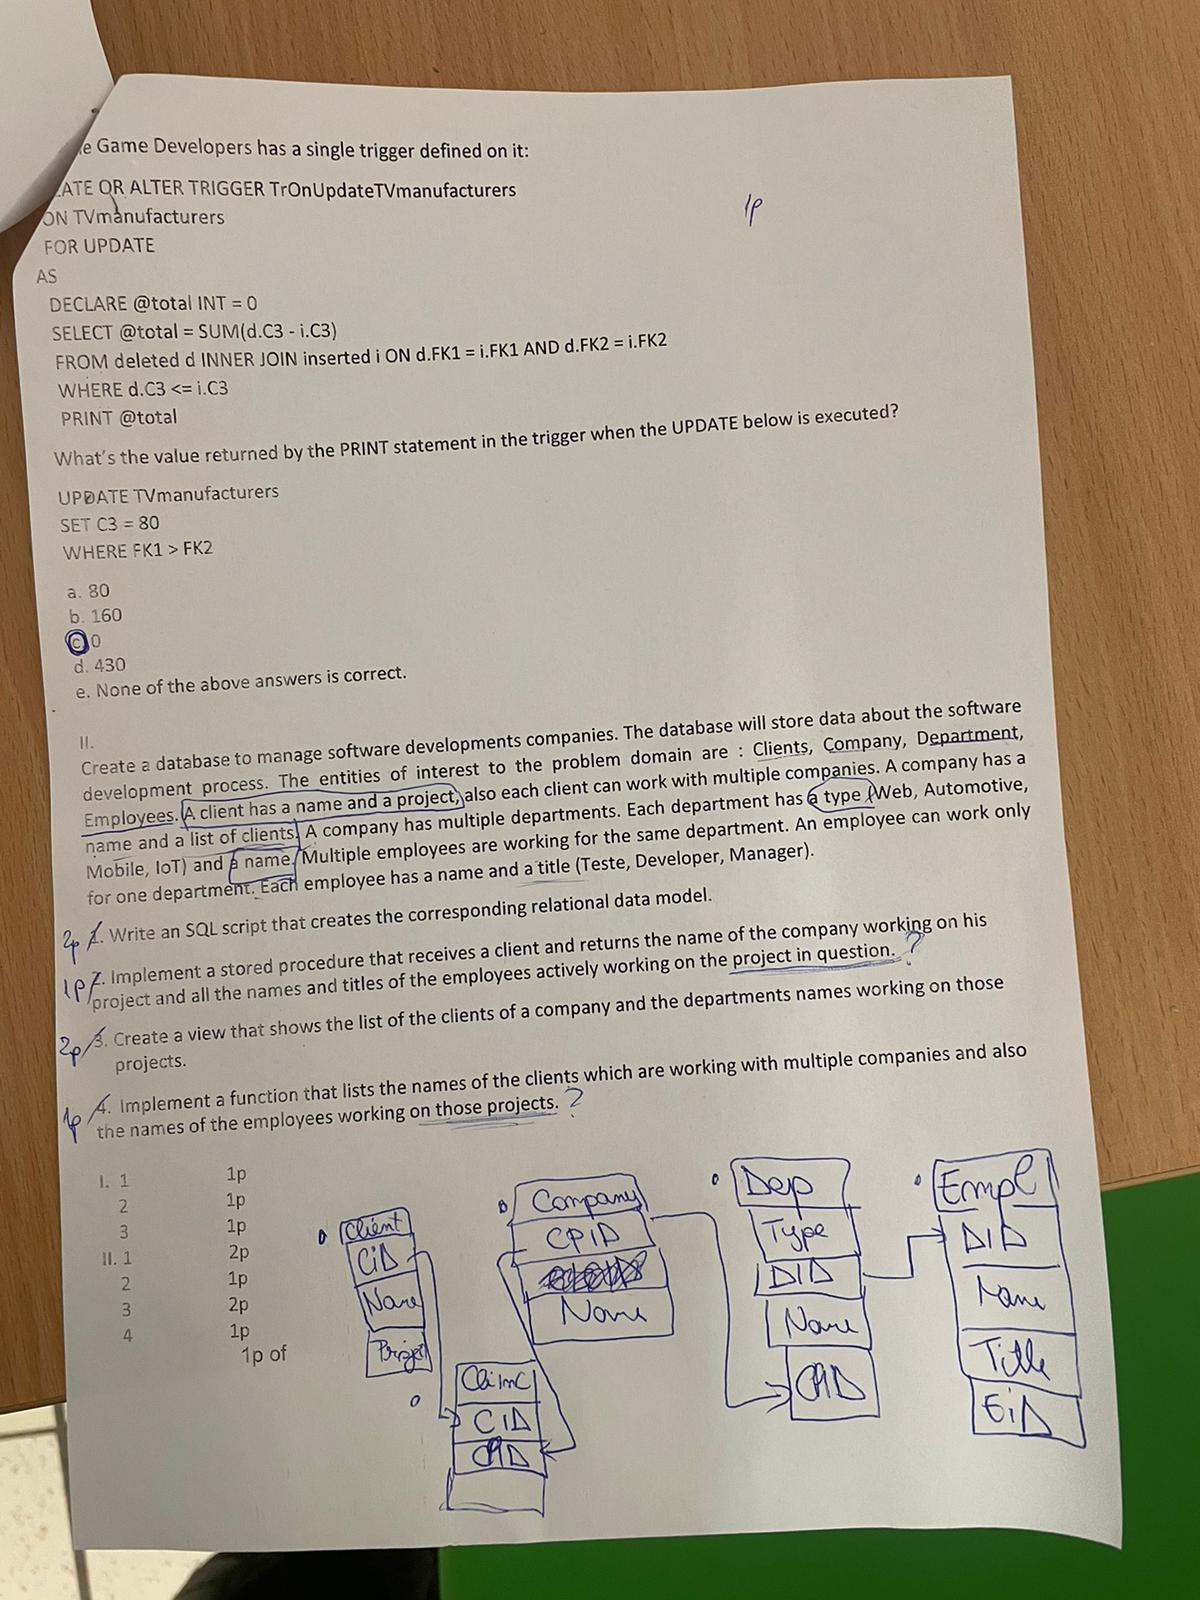 e Game Developers has a single trigger defined on it:
ATE OR ALTER TRIGGER TrOnUpdateTVmanufacturers
ON TVmanufacturers
1p
FOR UPDATE
AS
DECLARE @total INT = 0
SELECT @total = SUM(d.C3 - i.C3)
FROM deleted d INNER JOIN inserted i ON d.FK1 = i.FK1 AND d.FK2 = i.FK2
WHERE d.C3 <= i.C3
PRINT @total
What's the value returned by the PRINT statement in the trigger when the UPDATE below is executed?
UPDATE TVmanufacturers
SET C3 = 80
WHERE FK1 > FK2
a. 80
b. 160
c. 0
d. 430
e. None of the above answers is correct.
II.
Create a database to manage software developments companies. The database will store data about the software
development process. The entities of interest to the problem domain are : Clients, Company, Department,
Employees. A client has a name and a project, also each client can work with multiple companies. A company has a
name and a list of clients. A company has multiple departments. Each department has a type (Web, Automotive,
Mobile, IoT) and a name. Multiple employees are working for the same department. An employee can work only
for one department. Each employee has a name and a title (Teste, Developer, Manager).
2p 1. Write an SQL script that creates the corresponding relational data model.
1p 2. Implement a stored procedure that receives a client and returns the name of the company working on his
project and all the names and titles of the employees actively working on the project in question. ?
2p 3. Create a view that shows the list of the clients of a company and the departments names working on those
projects.
1p 4. Implement a function that lists the names of the clients which are working with multiple companies and also
the names of the employees working on those projects. ?
I. 1 1p
2 1p
3 1p
II. 1 2p
2 1p
3 2p
4 1p
1p of
Client
CiD
Name
Company
CPID
Name
Dep
Type
DID
Name
Empl
DID
Name
Title
EiD
CID